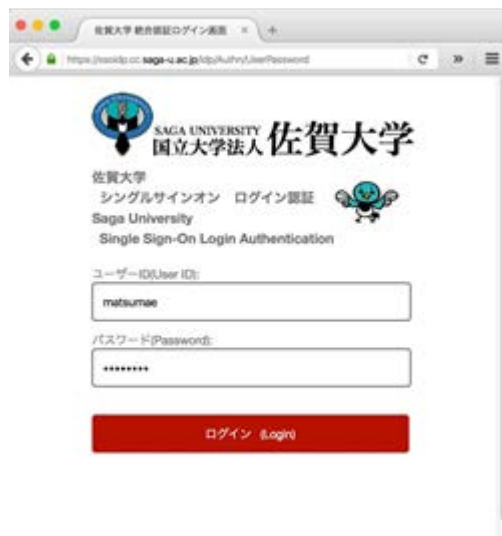 佐賀大学 統合認証ログイン画面
https://ssoidp.cc.saga-u.ac.jp/idp/Authn/UserPassword
SAGA UNIVERSITY
国立大学法人 佐賀大学
佐賀大学
シングルサインオン ログイン認証
Saga University
Single Sign-On Login Authentication
ユーザーID(User ID):
matsumae
パスワード(Password):
••••••••
ログイン (Login)